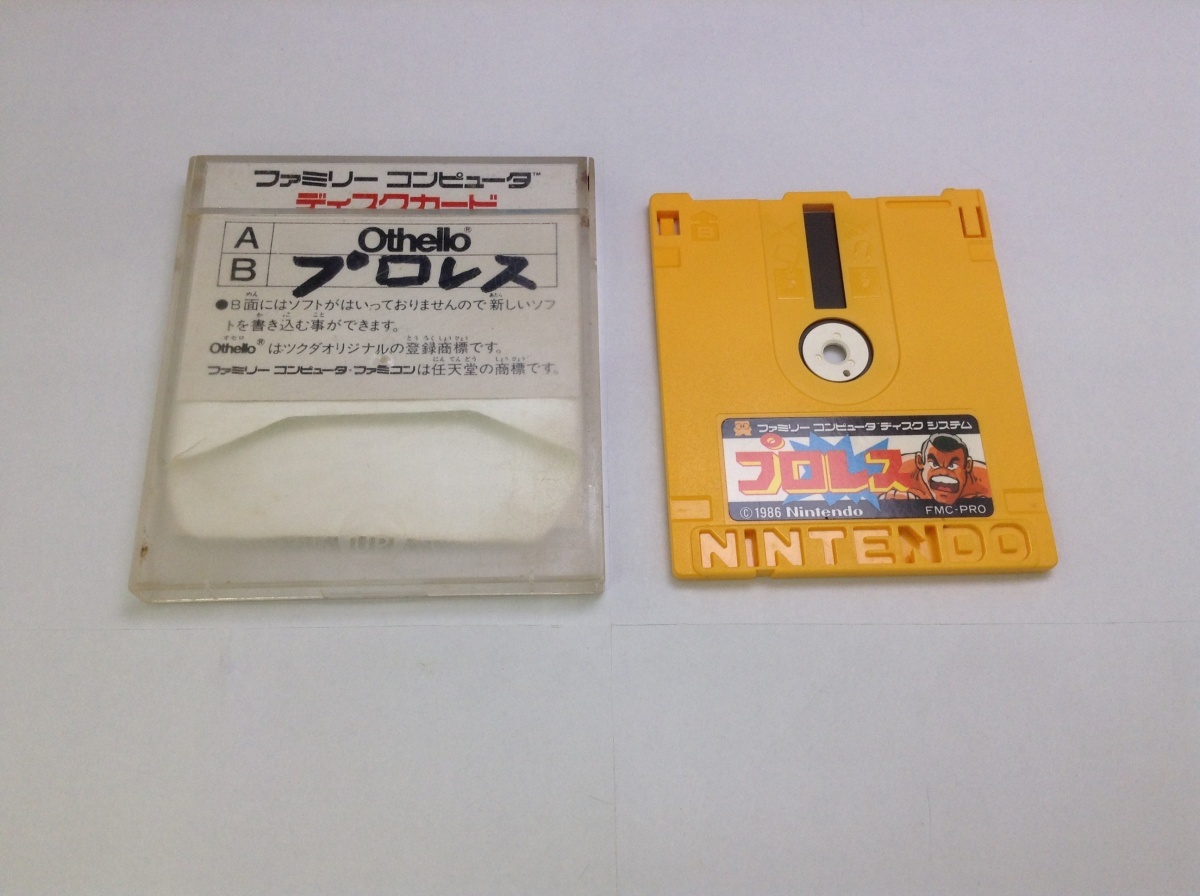 ファミリー コンピュータ™
ディスクカード
A Othello®
B プロレス
●B面にはソフトがはいっておりませんので新しいソフ
トを書き込む事ができます。
Othello®はツクダオリジナルの登録商標です。
ファミリー コンピュータ・ファミコンは任天堂の商標です。
ファミリー コンピュータ ディスク システム
プロレス
©1986 Nintendo FMC-PRO
NINTENDO